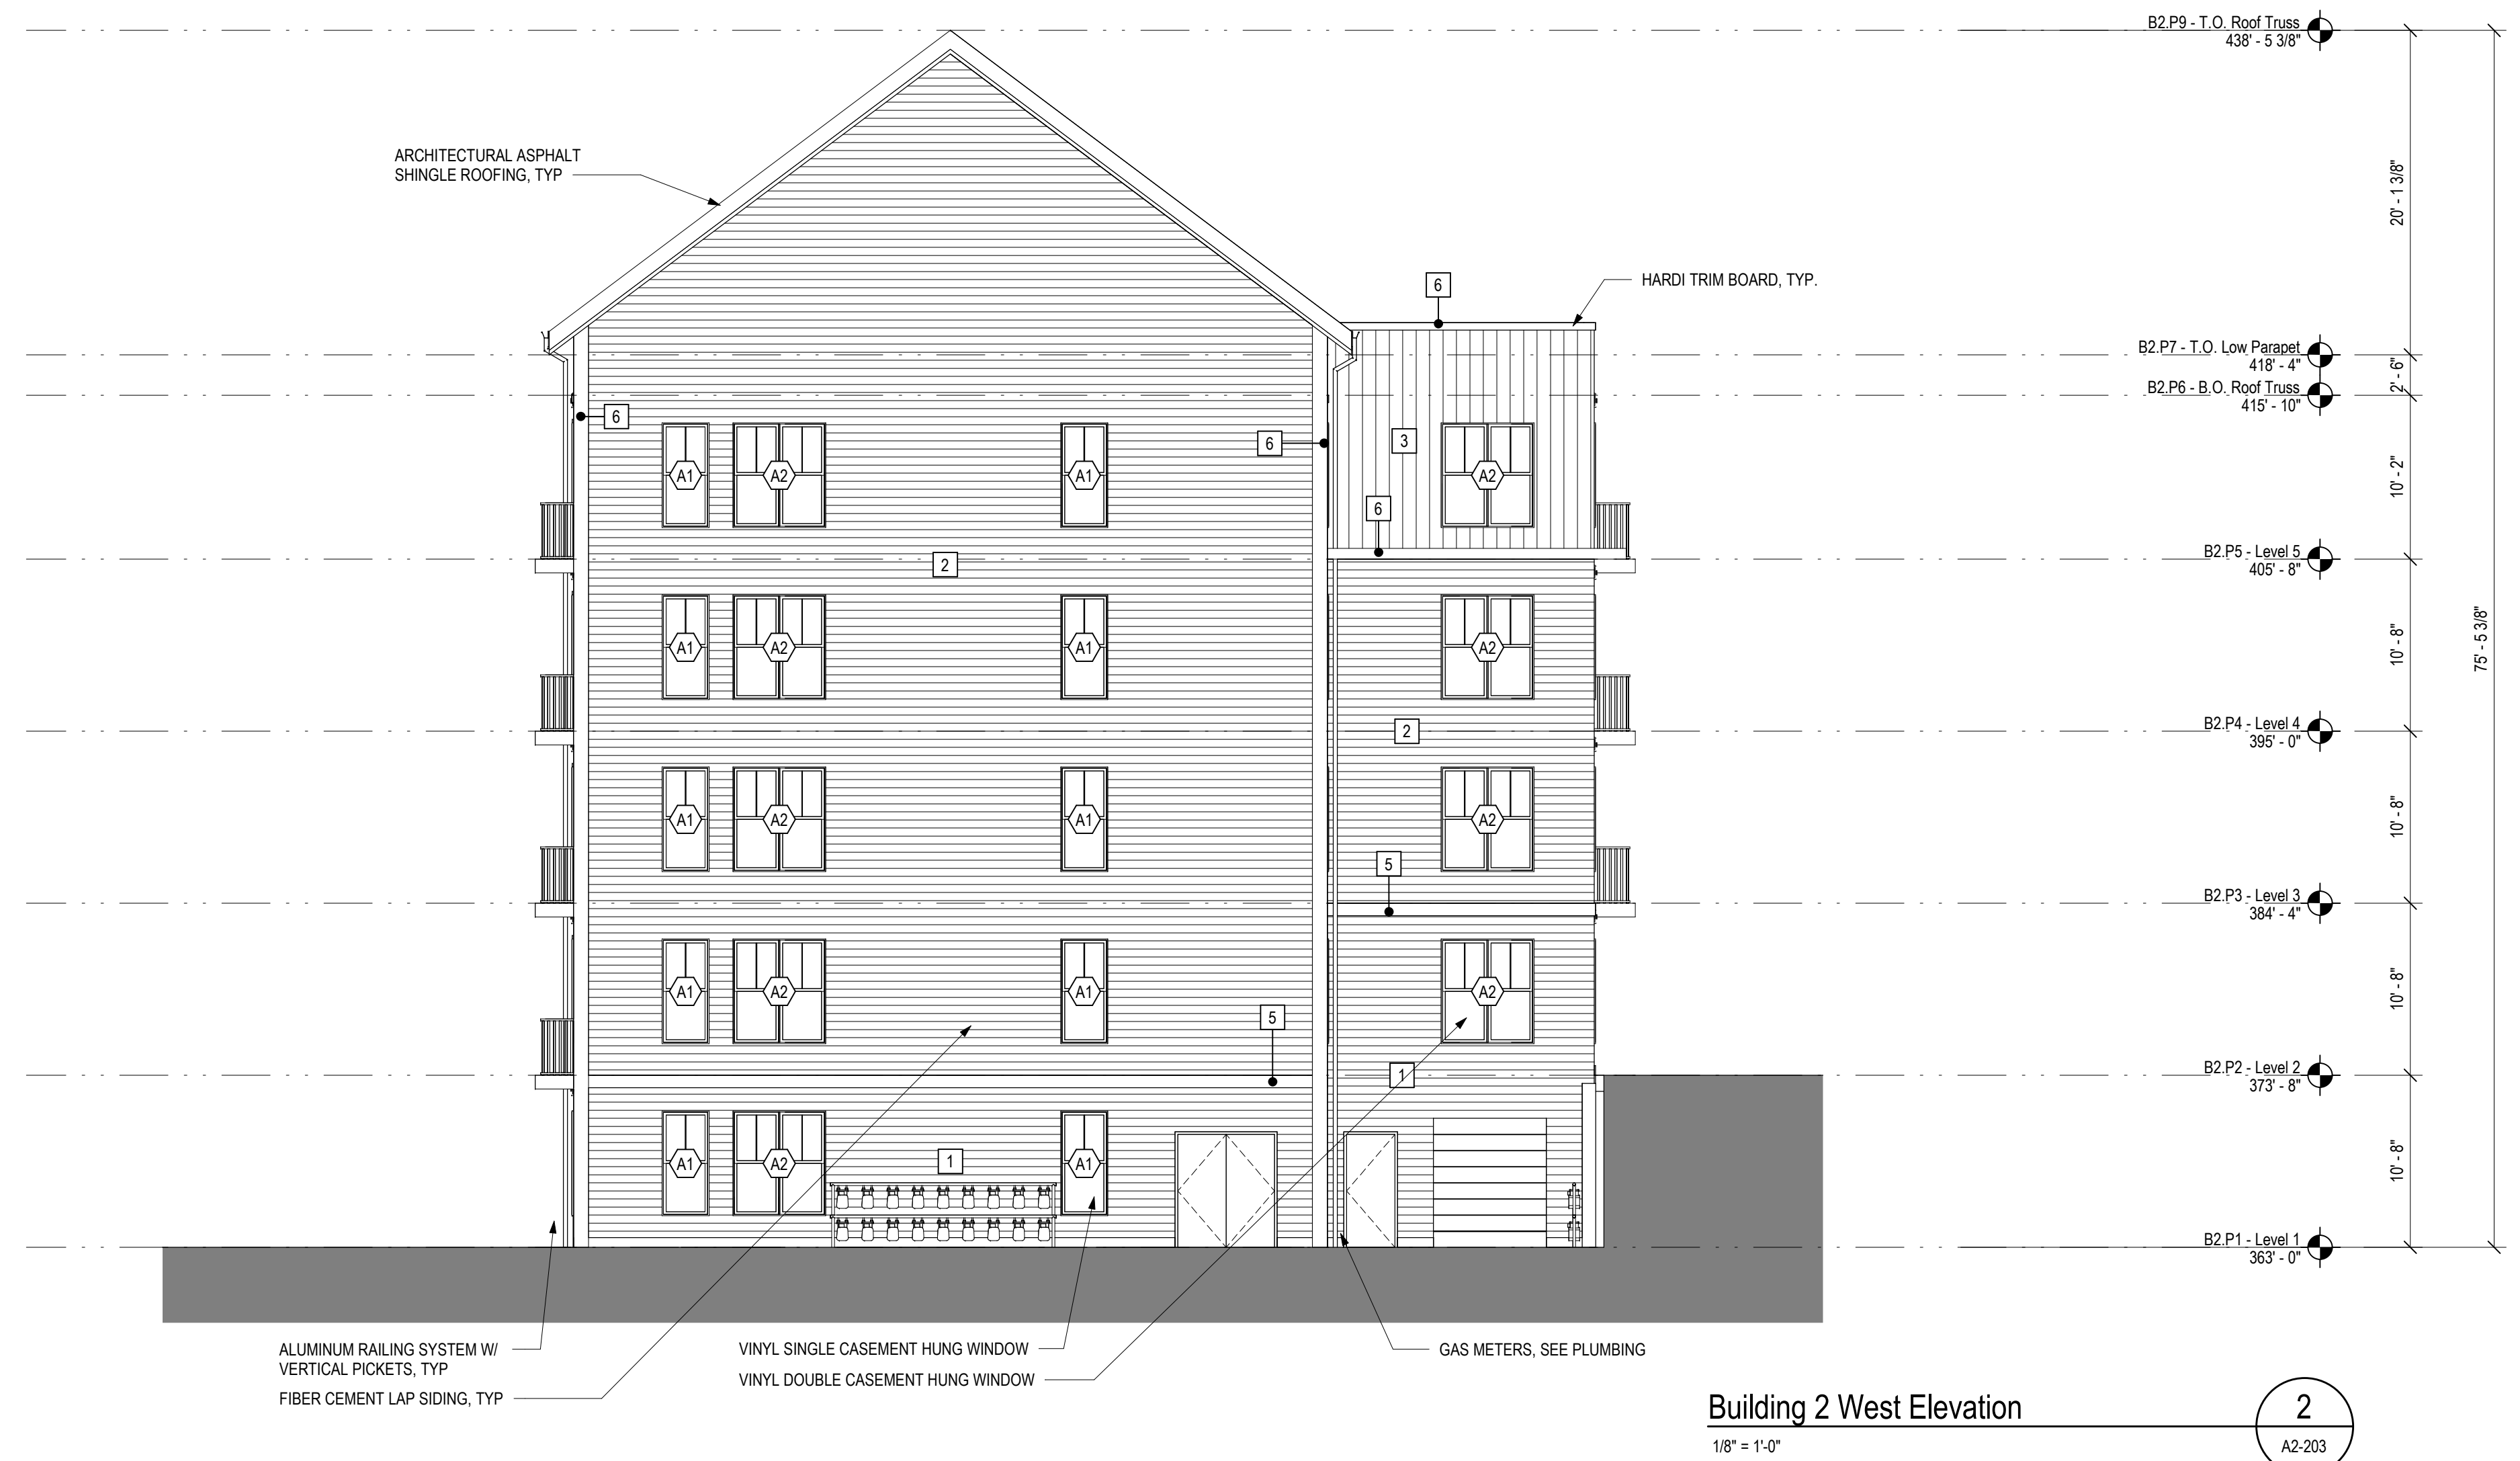 B2.P9 - T.O. Roof Truss
438' - 5 3/8"
ARCHITECTURAL ASPHALT
SHINGLE ROOFING, TYP
20' - 1 3/8"
6
HARDI TRIM BOARD, TYP.
B2.P7 - T.O. Low Parapet
418' - 4"
2' - 6"
B2.P6 - B.O. Roof Truss
415' - 10"
6
6
3
A1
A2
A1
A2
10' - 2"
6
2
B2.P5 - Level 5
405' - 8"
A1
A2
A1
A2
10' - 8"
75' - 5 3/8"
2
B2.P4 - Level 4
395' - 0"
A1
A2
A1
A2
10' - 8"
5
B2.P3 - Level 3
384' - 4"
A1
A2
A1
A2
10' - 8"
5
1
B2.P2 - Level 2
373' - 8"
A1
A2
1
A1
10' - 8"
B2.P1 - Level 1
363' - 0"
ALUMINUM RAILING SYSTEM W/
VERTICAL PICKETS, TYP
FIBER CEMENT LAP SIDING, TYP
VINYL SINGLE CASEMENT HUNG WINDOW
VINYL DOUBLE CASEMENT HUNG WINDOW
GAS METERS, SEE PLUMBING
Building 2 West Elevation
1/8" = 1'-0"
2
A2-203